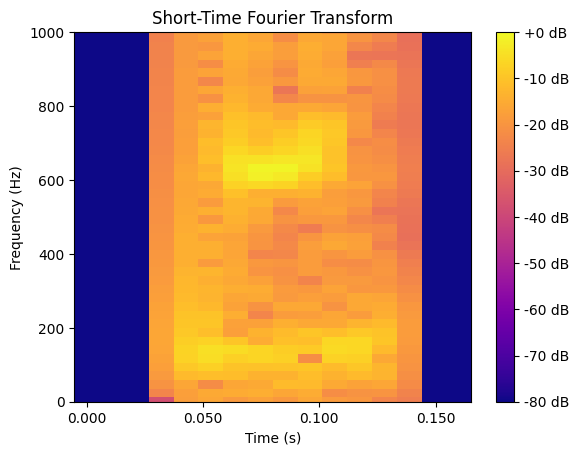 Short-Time Fourier Transform
Frequency (Hz)
1000
800
600
400
200
0
0.000
0.050
0.100
0.150
Time (s)
+0 dB
-10 dB
-20 dB
-30 dB
-40 dB
-50 dB
-60 dB
-70 dB
-80 dB